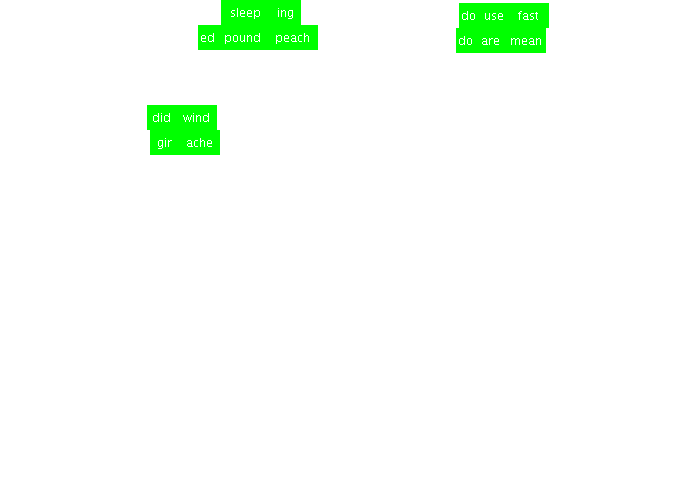 sleep ing
ed pound peach
do use fast
do are mean
did wind
gir ache